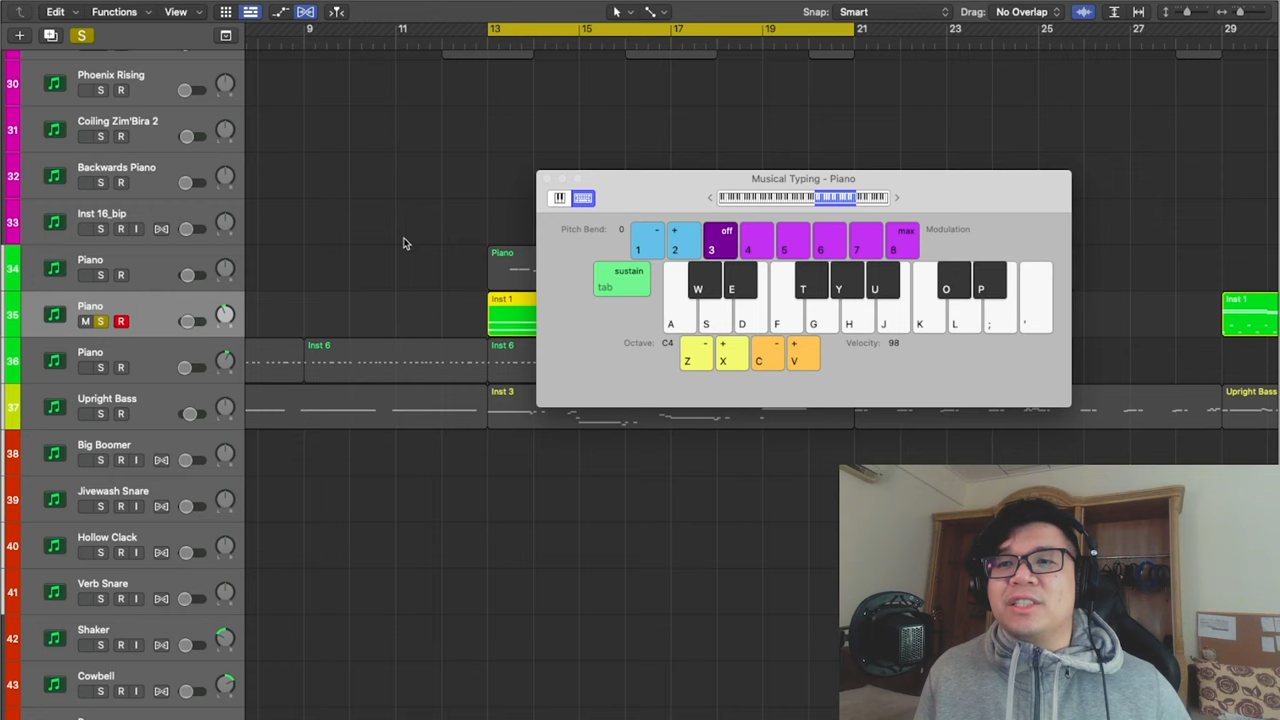 Edit Functions View Snap: Smart Drag: No Overlap
S 9 11 13 15 17 19 21 23 25 27 29
30 Phoenix Rising
S R
31 Coiling Zim'Bira 2
S R
32 Backwards Piano
S R
33 Inst 16_bip
S R I
34 Piano
S R
Piano
35 Piano
M S R
Inst 1 Inst 1
36 Piano
S R
Inst 6 Inst 6
37 Upright Bass
S R
Inst 3 Upright Bass
38 Big Boomer
S R I
39 Jivewash Snare
S R I
40 Hollow Clack
S R I
41 Verb Snare
S R I
42 Shaker
S R I
43 Cowbell
S R I
Musical Typing - Piano
Pitch Bend: 0 - + off max Modulation
1 2 3 4 5 6 7 8
sustain
tab
W E T Y U O P
A S D F G H J K L ; '
Octave: C4 - + - + Velocity: 98
Z X C V